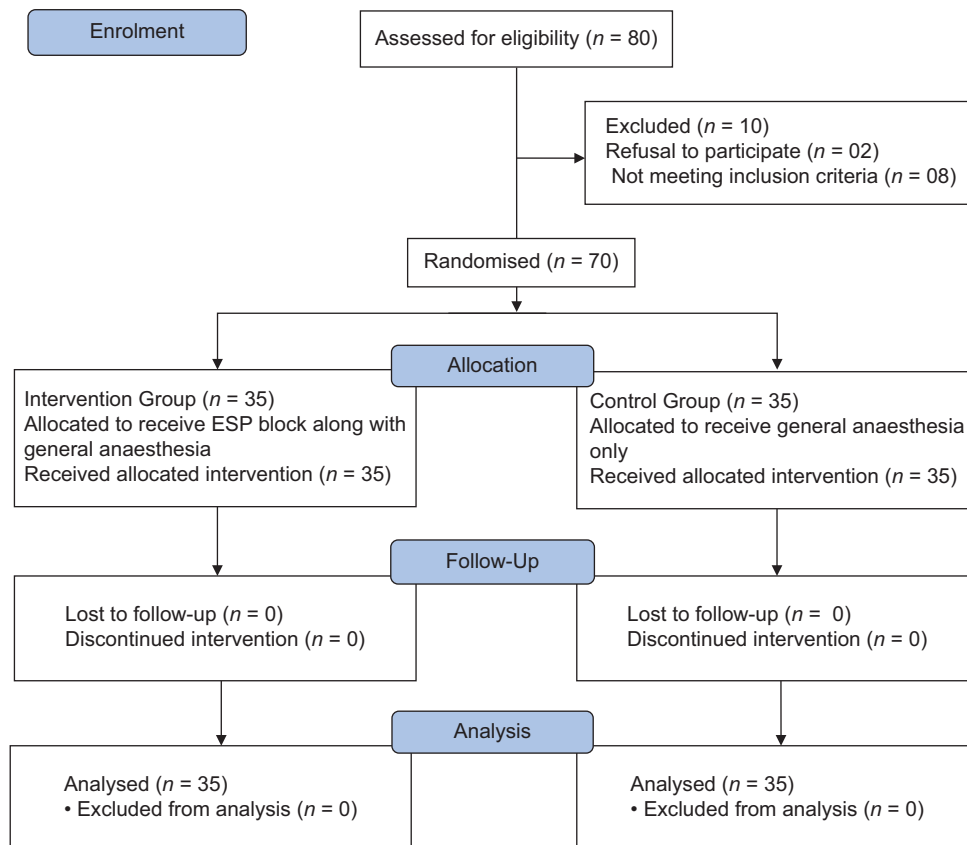 Enrolment
Assessed for eligibility (n = 80)
Excluded (n = 10)
Refusal to participate (n = 02)
Not meeting inclusion criteria (n = 08)
Randomised (n = 70)
Allocation
Intervention Group (n = 35)
Allocated to receive ESP block along with
general anaesthesia
Received allocated intervention (n = 35)
Control Group (n = 35)
Allocated to receive general anaesthesia
only
Received allocated intervention (n = 35)
Follow-Up
Lost to follow-up (n = 0)
Discontinued intervention (n = 0)
Lost to follow-up (n = 0)
Discontinued intervention (n = 0)
Analysis
Analysed (n = 35)
• Excluded from analysis (n = 0)
Analysed (n = 35)
• Excluded from analysis (n = 0)